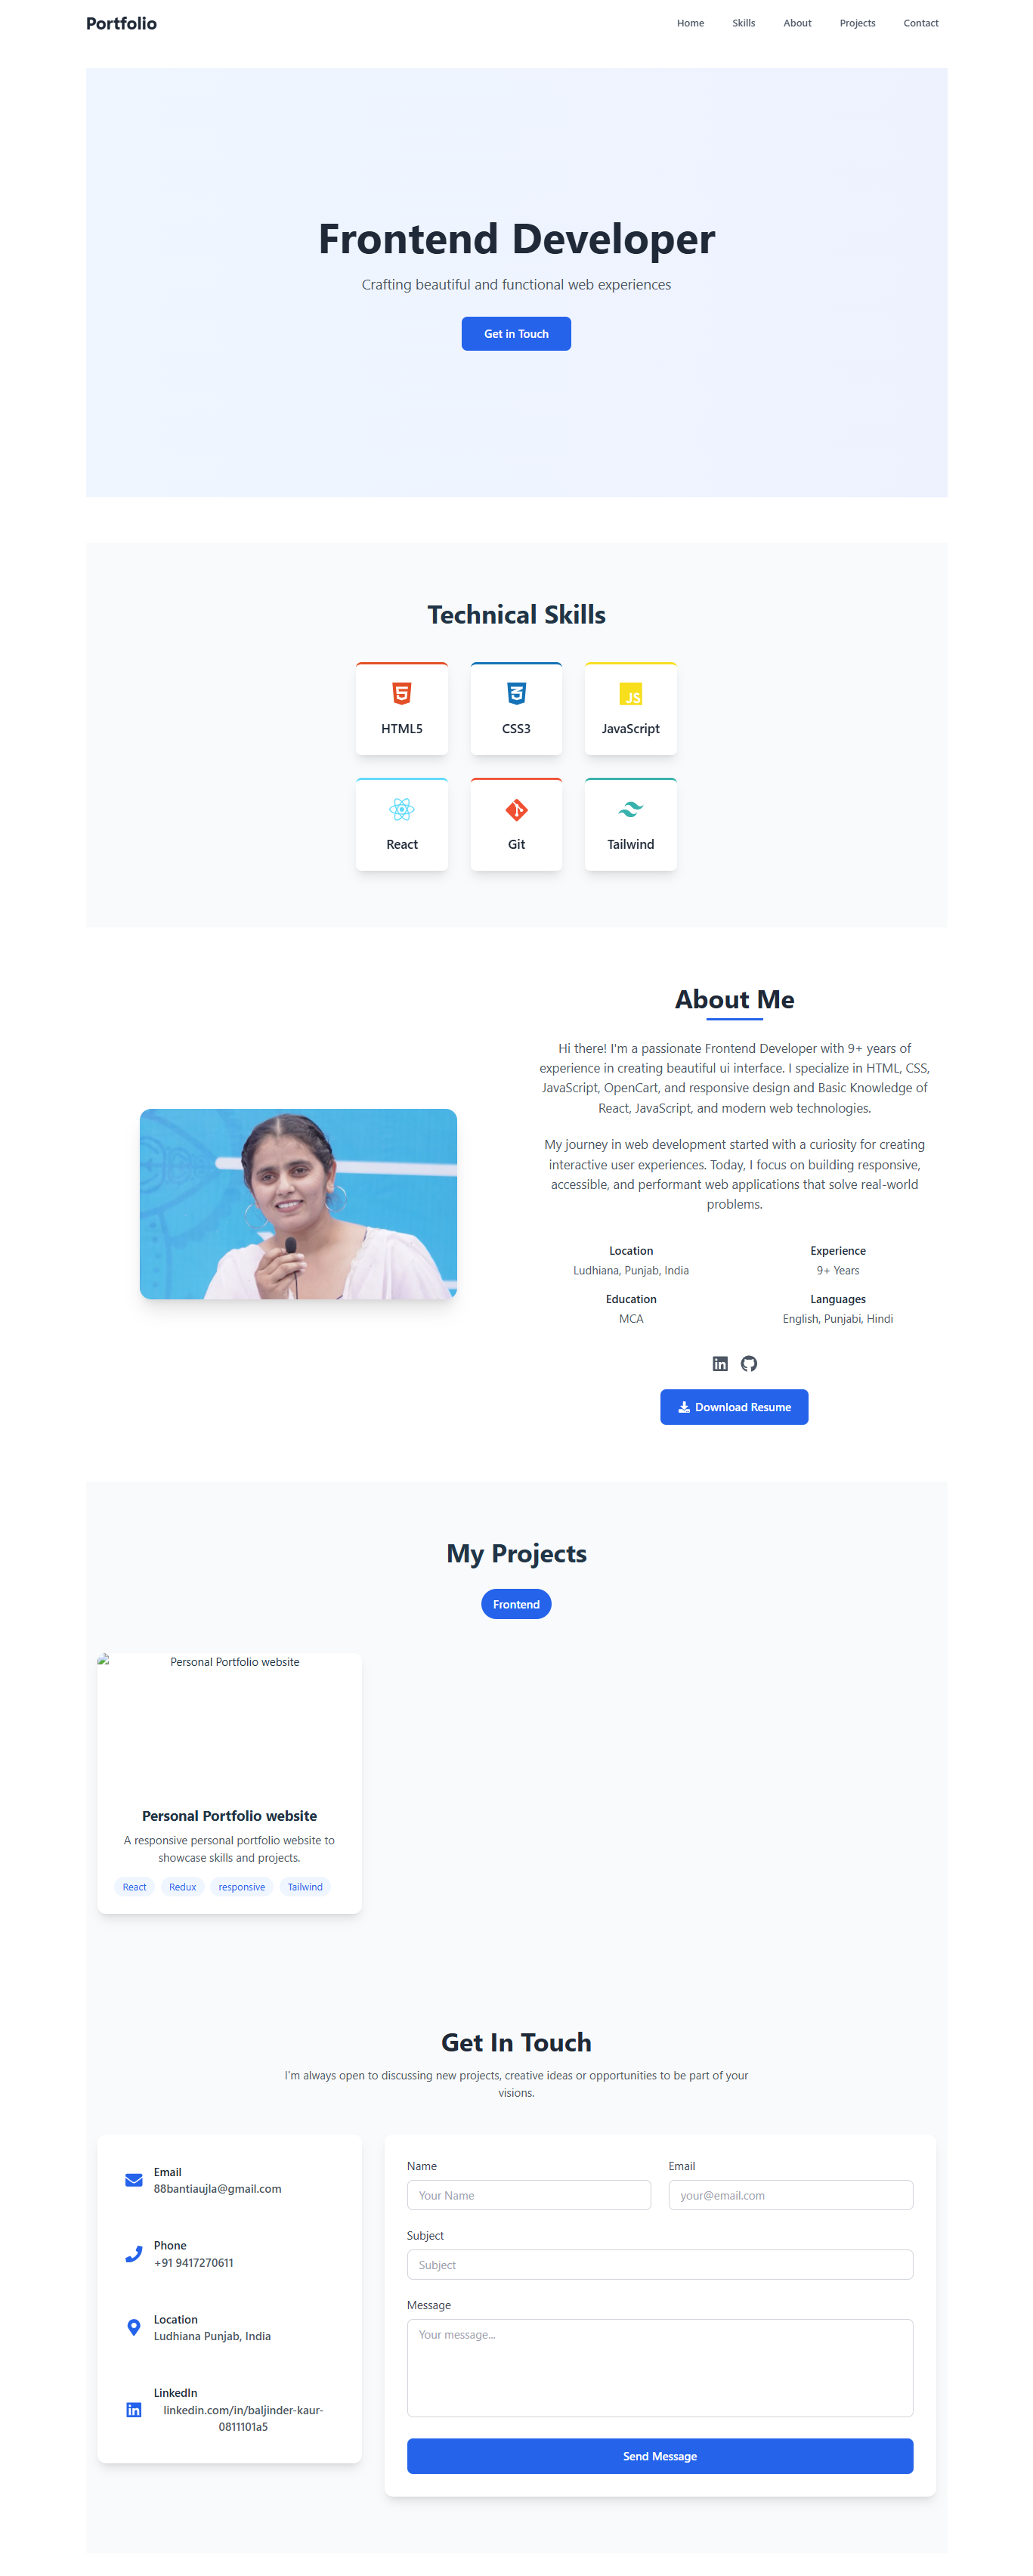 Portfolio
Home Skills About Projects Contact
Frontend Developer
Crafting beautiful and functional web experiences
Get in Touch
Technical Skills
HTML5 CSS3 JS JavaScript
React Git Tailwind
About Me
Hi there! I'm a passionate Frontend Developer with 9+ years of
experience in creating beautiful ui interface. I specialize in HTML, CSS,
JavaScript, OpenCart, and responsive design and Basic Knowledge of
React, JavaScript, and modern web technologies.
My journey in web development started with a curiosity for creating
interactive user experiences. Today, I focus on building responsive,
accessible, and performant web applications that solve real-world
problems.
Location
Ludhiana, Punjab, India
Experience
9+ Years
Education
MCA
Languages
English, Punjabi, Hindi
Download Resume
My Projects
Frontend
Personal Portfolio website
Personal Portfolio website
A responsive personal portfolio website to
showcase skills and projects.
React Redux responsive Tailwind
Get In Touch
I'm always open to discussing new projects, creative ideas or opportunities to be part of your
visions.
Email
88bantiaujla@gmail.com
Phone
+91 9417270611
Location
Ludhiana Punjab, India
LinkedIn
linkedin.com/in/baljinder-kaur-
0811101a5
Name
Your Name
Email
your@email.com
Subject
Subject
Message
Your message...
Send Message